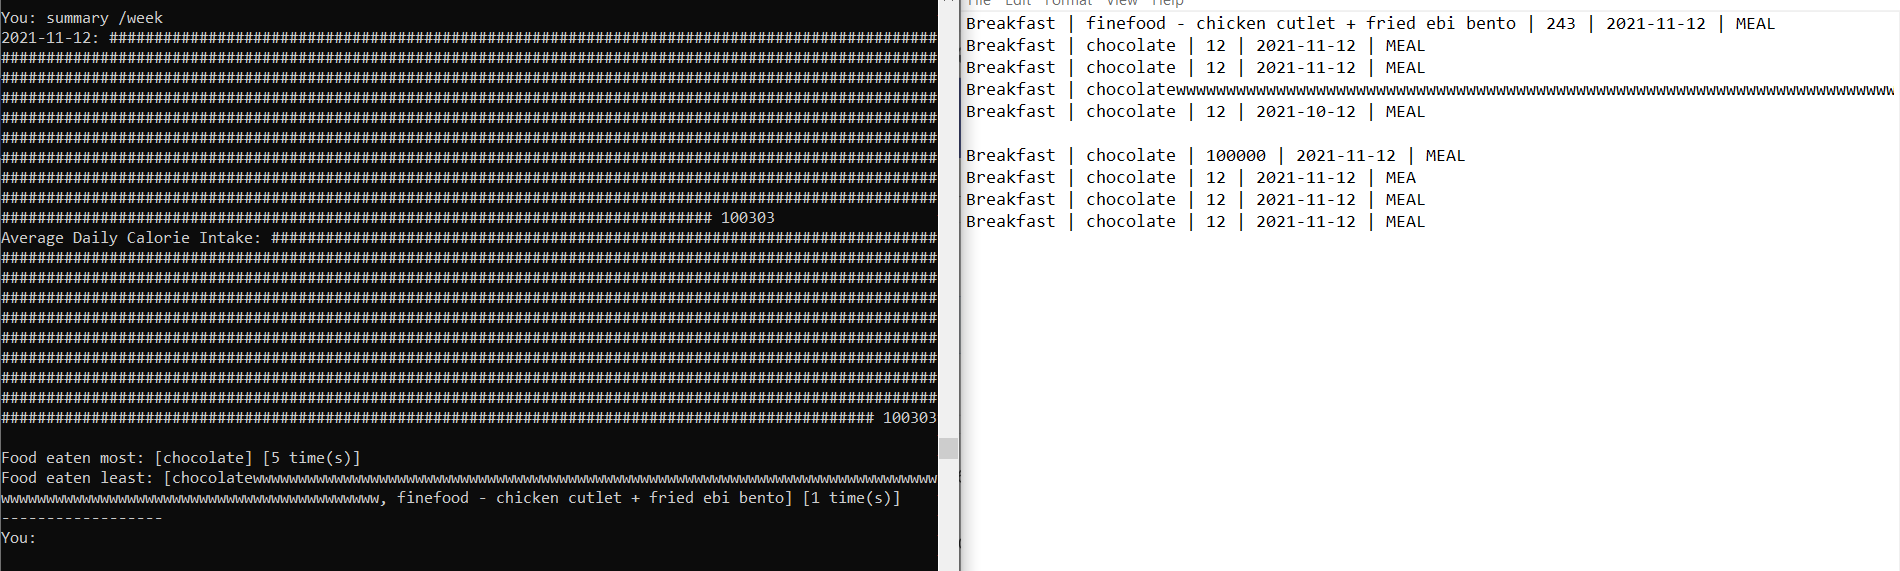 You: summary /week
2021-11-12: ############################################################################################
########################################################################################################
########################################################################################################
########################################################################################################
########################################################################################################
########################################################################################################
########################################################################################################
########################################################################################################
########################################################################################################
############################################################################### 100303
Average Daily Calorie Intake: ##########################################################################
########################################################################################################
########################################################################################################
########################################################################################################
########################################################################################################
########################################################################################################
########################################################################################################
########################################################################################################
########################################################################################################
################################################################################################# 100303
Food eaten most: [chocolate] [5 time(s)]
Food eaten least: [chocolatewwwwwwwwwwwwwwwwwwwwwwwwwwwwwwwwwwwwwwwwwwwwwwwwwwwwwwwwwwwwwwwwwwwwwwwwwwww
wwwwwwwwwwwwwwwwwwwwwwwwwwwwwwwwwwwwwwwwww, finefood - chicken cutlet + fried ebi bento] [1 time(s)]
------------------
You:
File Edit Format View Help
Breakfast | finefood - chicken cutlet + fried ebi bento | 243 | 2021-11-12 | MEAL
Breakfast | chocolate | 12 | 2021-11-12 | MEAL
Breakfast | chocolate | 12 | 2021-11-12 | MEAL
Breakfast | chocolatewwwwwwwwwwwwwwwwwwwwwwwwwwwwwwwwwwwwwwwwwwwwwwwwwwwwwwwwwwwwwwwwwwwwwwww
Breakfast | chocolate | 12 | 2021-10-12 | MEAL
Breakfast | chocolate | 100000 | 2021-11-12 | MEAL
Breakfast | chocolate | 12 | 2021-11-12 | MEA
Breakfast | chocolate | 12 | 2021-11-12 | MEAL
Breakfast | chocolate | 12 | 2021-11-12 | MEAL